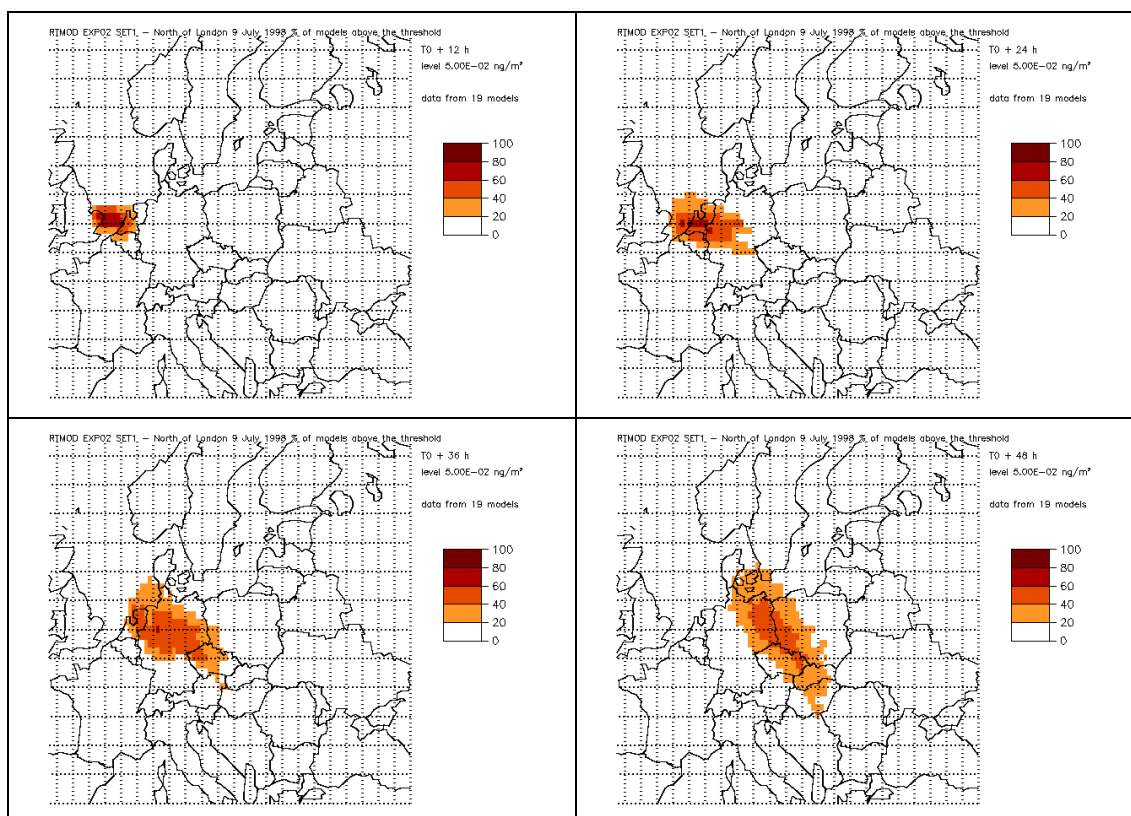 RTMOD EXP02 SET1 - North of London 9 July 1998 % of models above the threshold
T0 + 12 h
level 5.00E-02 ng/m³
data from 19 models
100
80
60
40
20
0
RTMOD EXP02 SET1 - North of London 9 July 1998 % of models above the threshold
T0 + 24 h
level 5.00E-02 ng/m³
data from 19 models
100
80
60
40
20
0
RTMOD EXP02 SET1 - North of London 9 July 1998 % of models above the threshold
T0 + 36 h
level 5.00E-02 ng/m³
data from 19 models
100
80
60
40
20
0
RTMOD EXP02 SET1 - North of London 9 July 1998 % of models above the threshold
T0 + 48 h
level 5.00E-02 ng/m³
data from 19 models
100
80
60
40
20
0